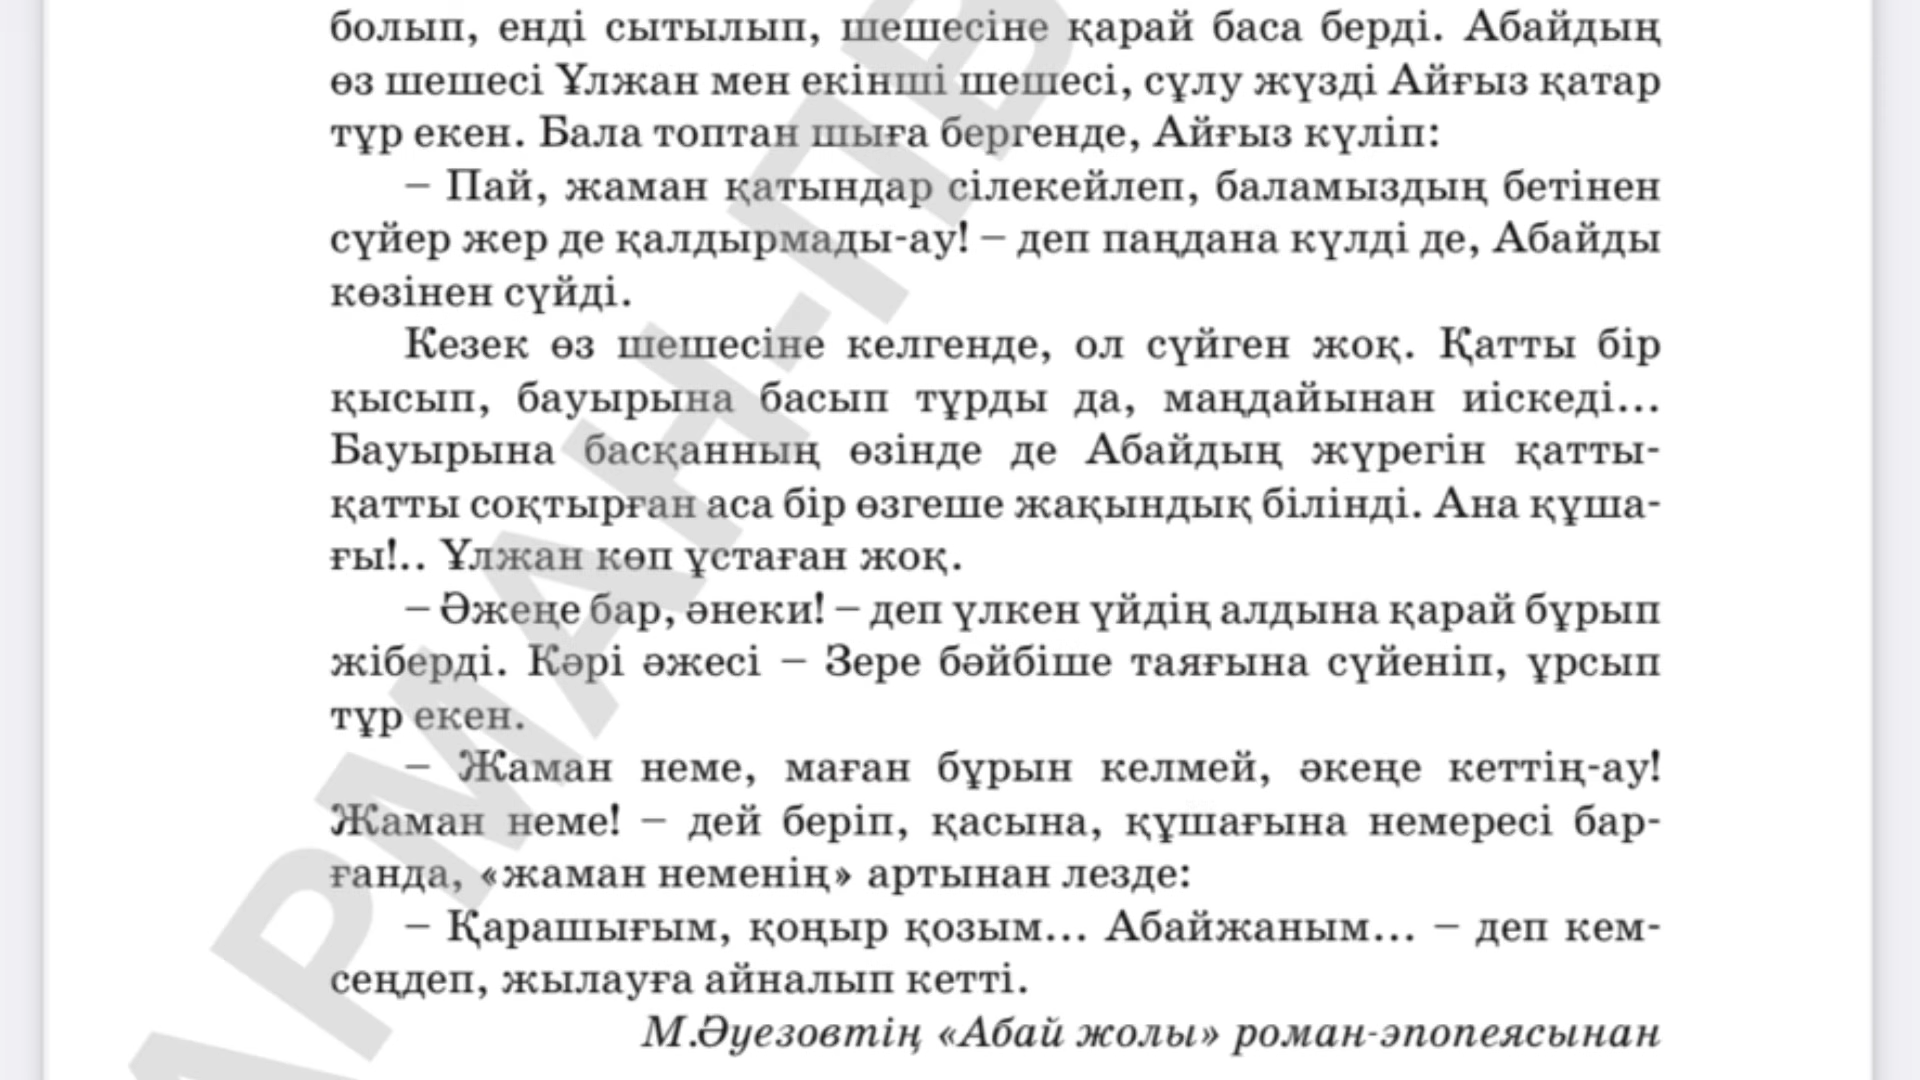 болып, енді сытылып, шешесіне қарай баса берді. Абайдың
өз шешесі Ұлжан мен екінші шешесі, сұлу жүзді Айғыз қатар
тұр екен. Бала топтан шыға бергенде, Айғыз күліп:
– Пай, жаман қатындар сілекейлеп, баламыздың бетінен
сүйер жер де қалдырмады-ау! – деп паңдана күлді де, Абайды
көзінен сүйді.
Кезек өз шешесіне келгенде, ол сүйген жоқ. Қатты бір
қысып, бауырына басып тұрды да, маңдайынан иіскеді...
Бауырына басқанның өзінде де Абайдың жүрегін қатты-
қатты соқтырған аса бір өзгеше жақындық білінді. Ана құша-
ғы!.. Ұлжан көп ұстаған жоқ.
– Әжеңе бар, әнеки! – деп үлкен үйдің алдына қарай бұрып
жіберді. Кәрі әжесі – Зере бәйбіше таяғына сүйеніп, ұрсып
тұр екен.
– Жаман неме, маған бұрын келмей, әкеңе кеттің-ау!
Жаман неме! – дей беріп, қасына, құшағына немересі бар-
ғанда, «жаман неменің» артынан лезде:
– Қарашығым, қоңыр қозым... Абайжаным... – деп кем-
сеңдеп, жылауға айналып кетті.
М.Әуезовтің «Абай жолы» роман-эпопеясынан
АРМАН-ПВ